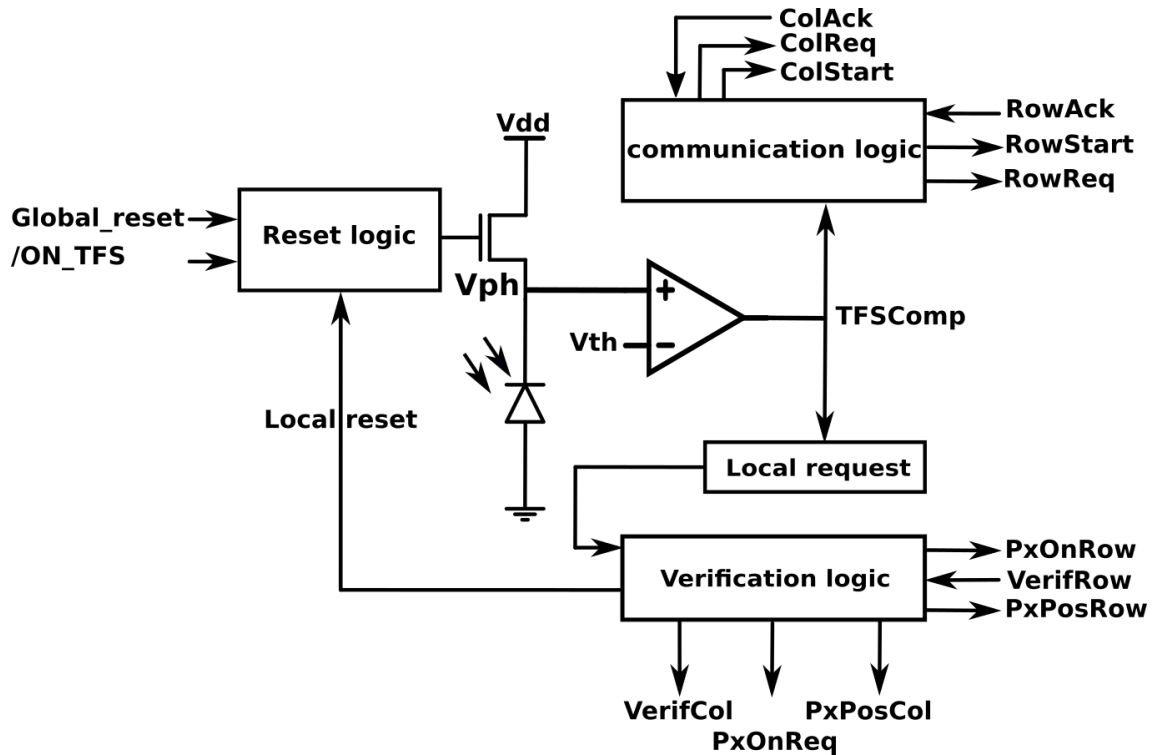 ColAck
ColReq
ColStart
RowAck
Vdd
communication logic
RowStart
RowReq
Global_reset
Reset logic
/ON_TFS
Vph
+
TFSComp
Vth
−
Local reset
Local request
PxOnRow
Verification logic
VerifRow
PxPosRow
VerifCol
PxPosCol
PxOnReq